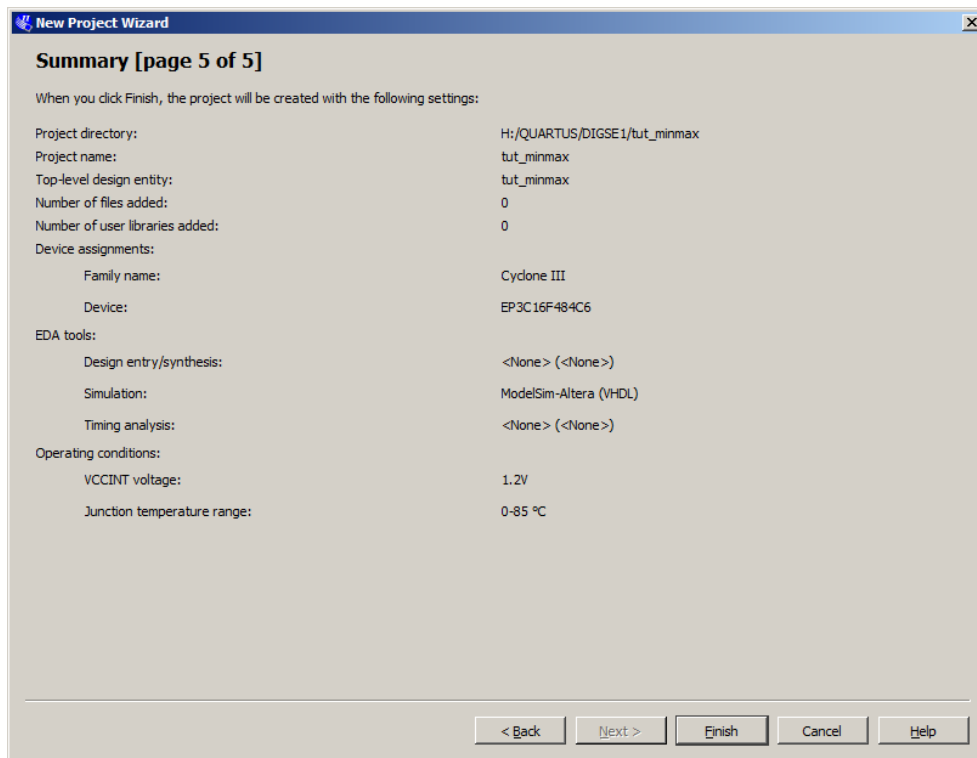 New Project Wizard
Summary [page 5 of 5]
When you click Finish, the project will be created with the following settings:
Project directory: H:/QUARTUS/DIGSE1/tut_minmax
Project name: tut_minmax
Top-level design entity: tut_minmax
Number of files added: 0
Number of user libraries added: 0
Device assignments:
Family name: Cyclone III
Device: EP3C16F484C6
EDA tools:
Design entry/synthesis: <None> (<None>)
Simulation: ModelSim-Altera (VHDL)
Timing analysis: <None> (<None>)
Operating conditions:
VCCINT voltage: 1.2V
Junction temperature range: 0-85 °C
< Back Next > Finish Cancel Help